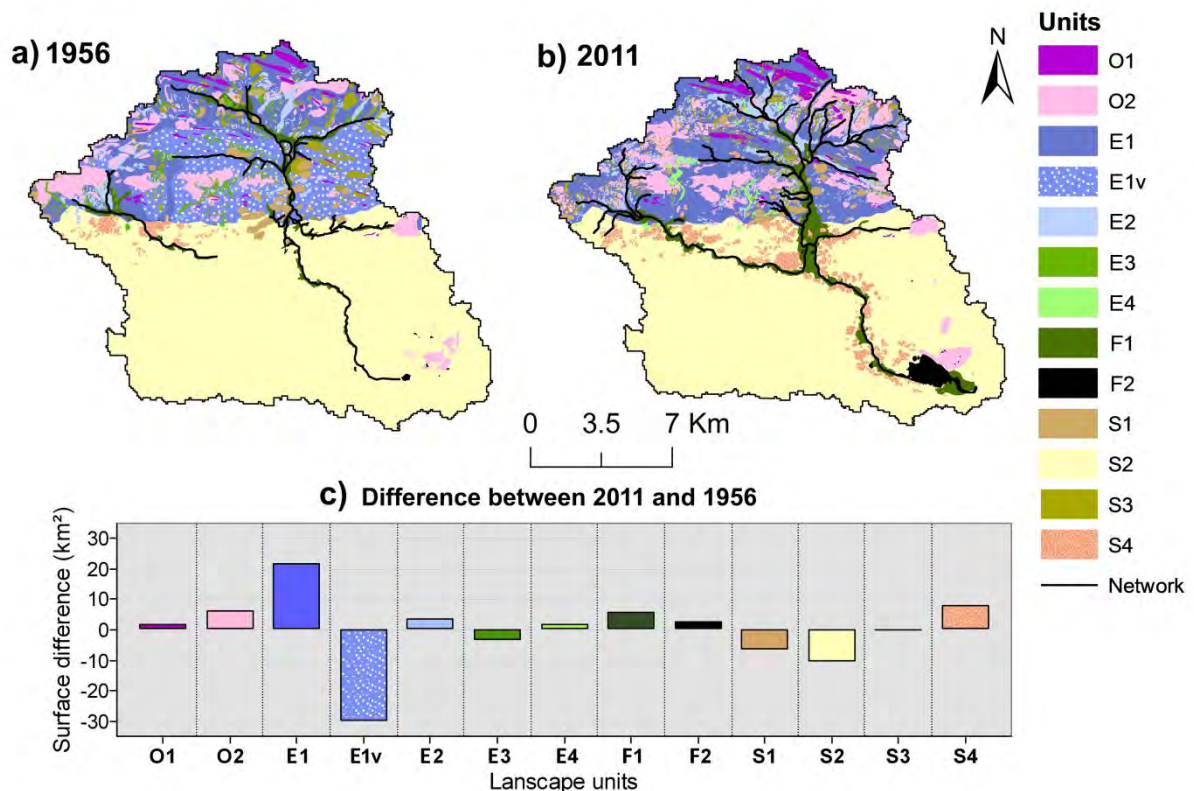 a) 1956
b) 2011
N
Units
O1
O2
E1
E1v
E2
E3
E4
F1
F2
S1
S2
S3
S4
Network
0 3.5 7 Km
c) Difference between 2011 and 1956
Surface difference (km²)
30
20
10
0
-10
-20
-30
O1 O2 E1 E1v E2 E3 E4 F1 F2 S1 S2 S3 S4
Lanscape units